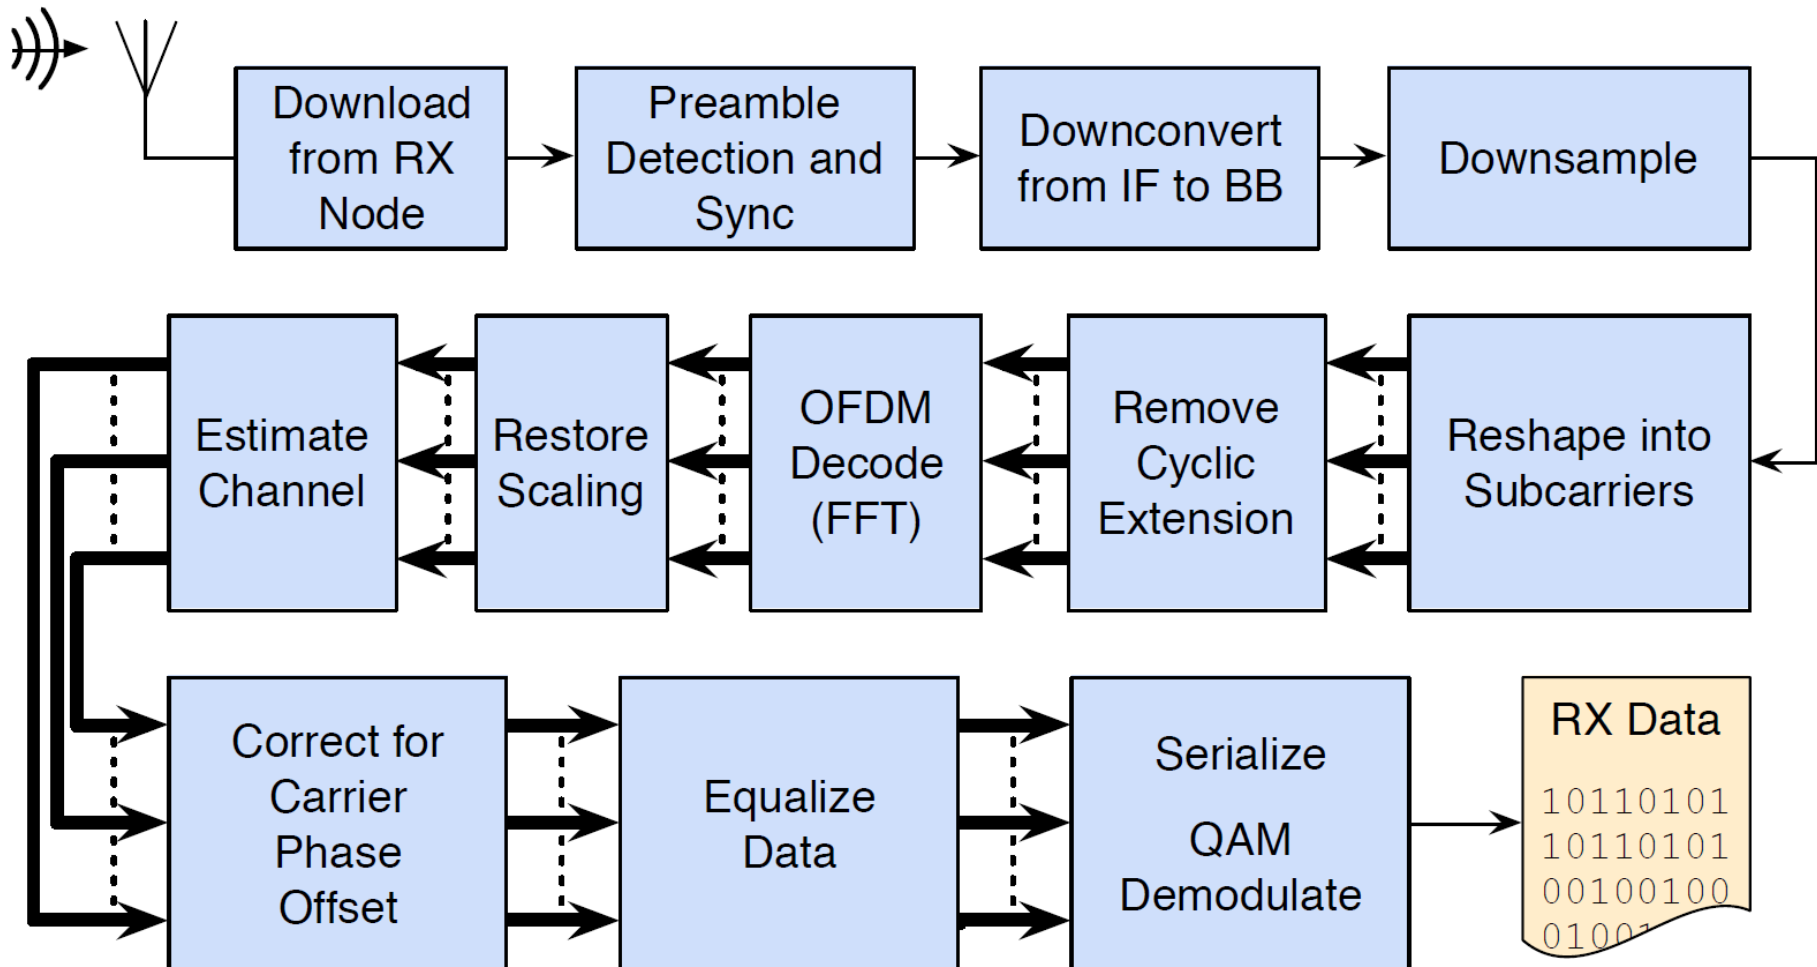 Download
from RX
Node
Preamble
Detection and
Sync
Downconvert
from IF to BB
Downsample
Estimate
Channel
Restore
Scaling
OFDM
Decode
(FFT)
Remove
Cyclic
Extension
Reshape into
Subcarriers
Correct for
Carrier
Phase
Offset
Equalize
Data
Serialize
QAM
Demodulate
RX Data
10110101
10110101
00100100
0100